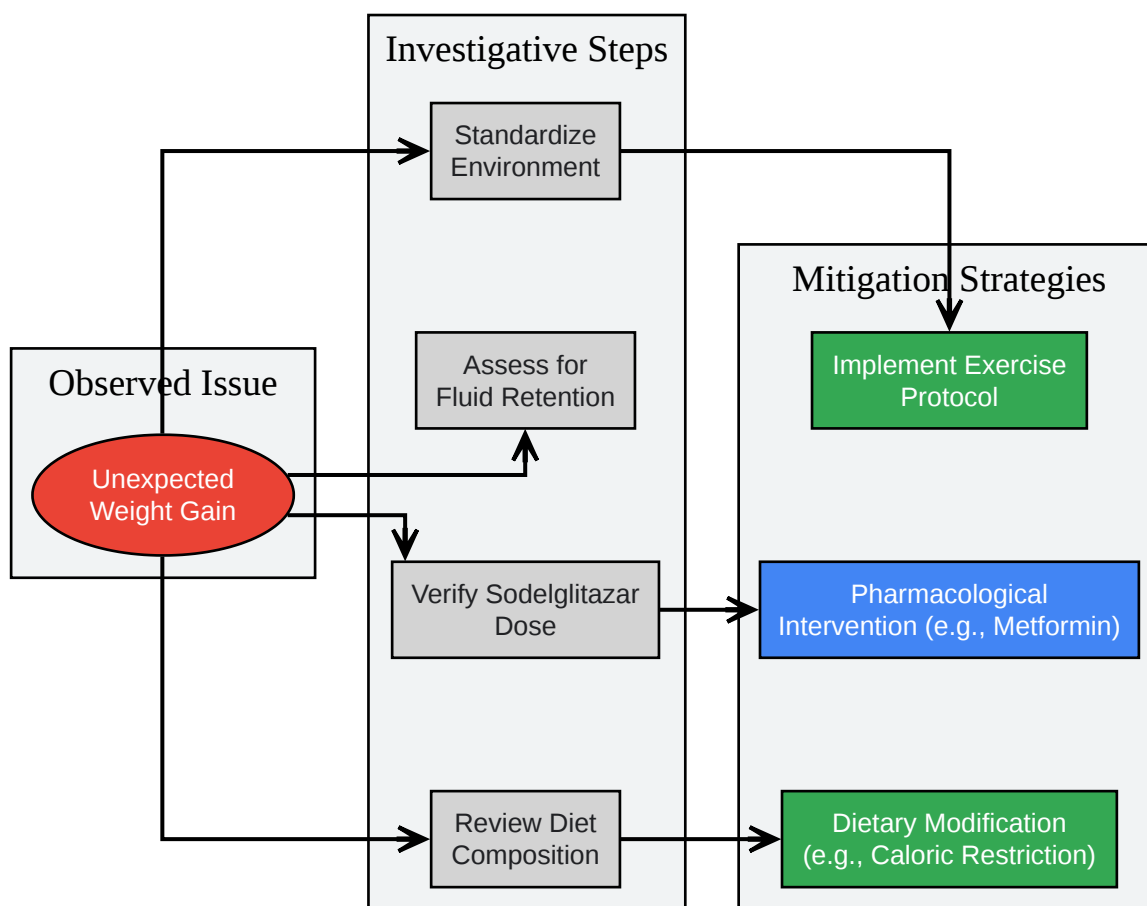 Investigative Steps
Standardize
Environment
Mitigation Strategies
Assess for
Fluid Retention
Implement Exercise
Protocol
Observed Issue
Unexpected
Weight Gain
Verify Sodelglitazar
Dose
Pharmacological
Intervention (e.g., Metformin)
Review Diet
Composition
Dietary Modification
(e.g., Caloric Restriction)